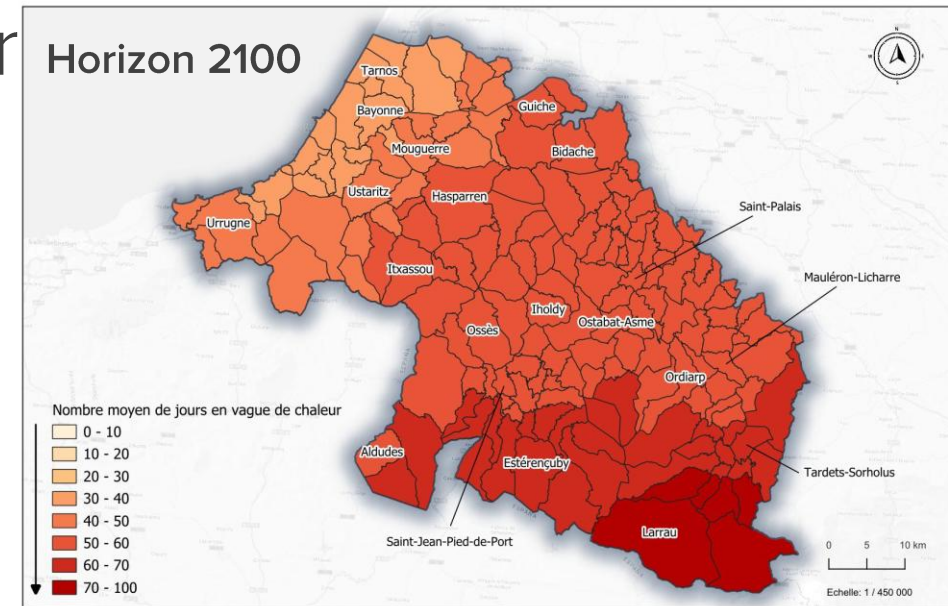 r
Horizon 2100
N
Tarnos
Bayonne
Guiche
Mouguerre
Bidache
Ustaritz
Hasparren
Saint-Palais
Urrugne
Itxassou
Mauléron-Licharre
Iholdy
Ostabat-Asme
Ossès
Ordiarp
Nombre moyen de jours en vague de chaleur
0 - 10
10 - 20
20 - 30
30 - 40
40 - 50
50 - 60
60 - 70
70 - 100
Aldudes
Estérençuby
Tardets-Sorholus
Saint-Jean-Pied-de-Port
Larrau
0 5 10 km
Echelle: 1 / 450 000